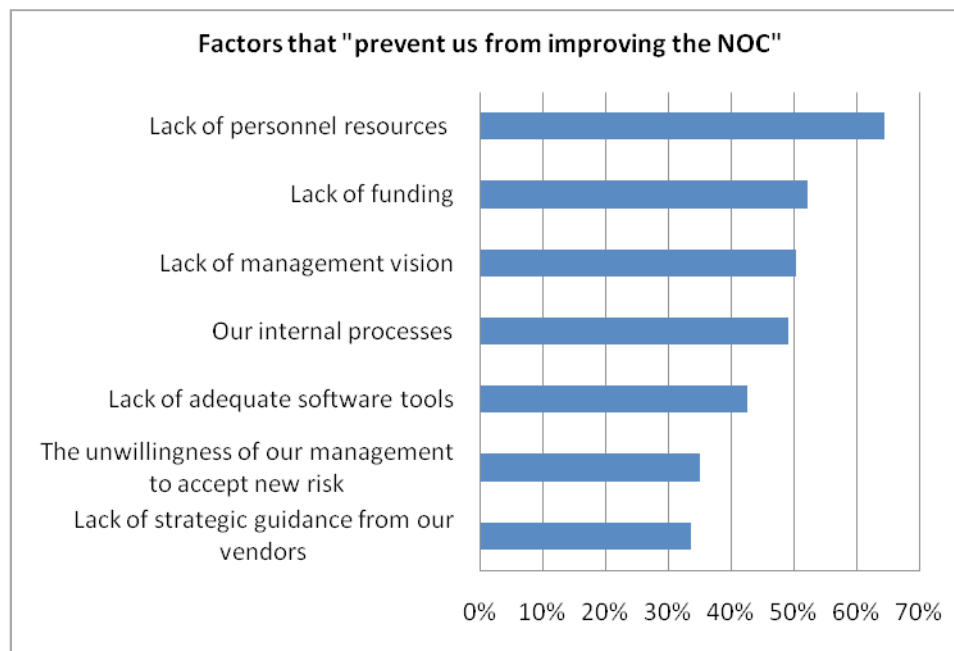 Factors that "prevent us from improving the NOC"
Lack of personnel resources
Lack of funding
Lack of management vision
Our internal processes
Lack of adequate software tools
The unwillingness of our management
to accept new risk
Lack of strategic guidance from our
vendors
0% 10% 20% 30% 40% 50% 60% 70%